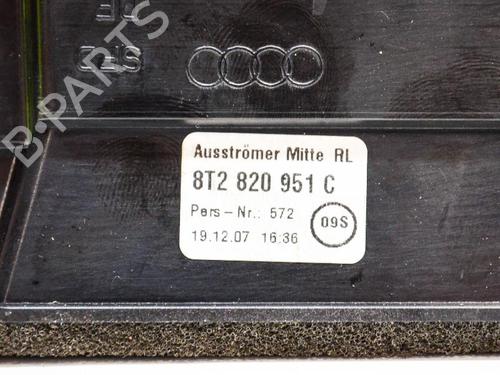 B-PARTS
Ausströmer Mitte RL
8T2 820 951 C
Pers-Nr.: 572
09S
19.12.07 16:36